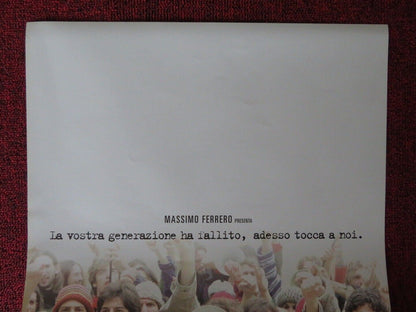 MASSIMO FERRERO PRESENTA
La vostra generazione ha fallito, adesso tocca a noi.